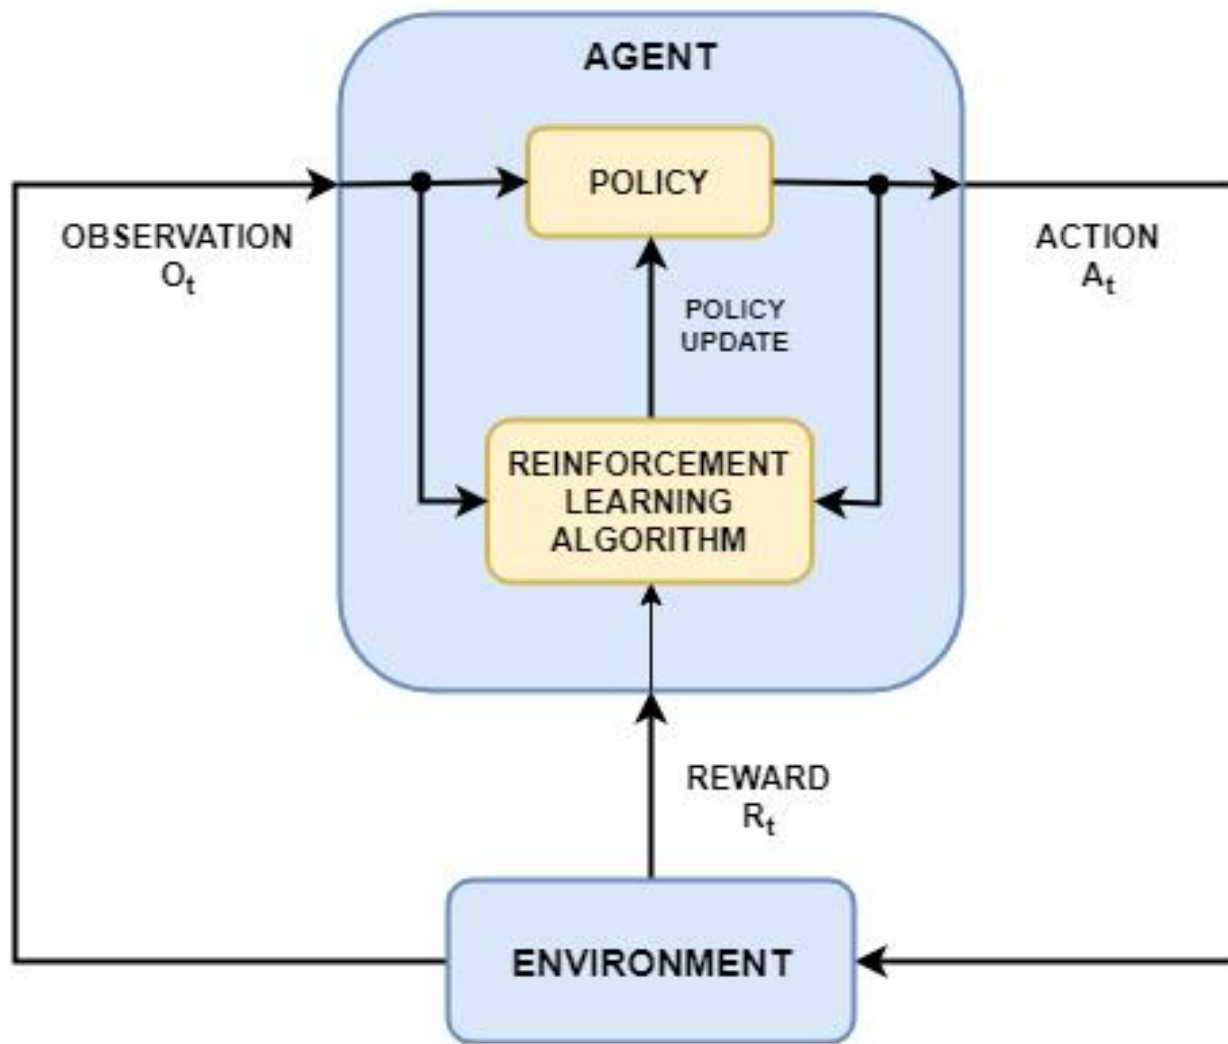 AGENT
POLICY
OBSERVATION
Oₜ
ACTION
Aₜ
POLICY
UPDATE
REINFORCEMENT
LEARNING
ALGORITHM
REWARD
Rₜ
ENVIRONMENT